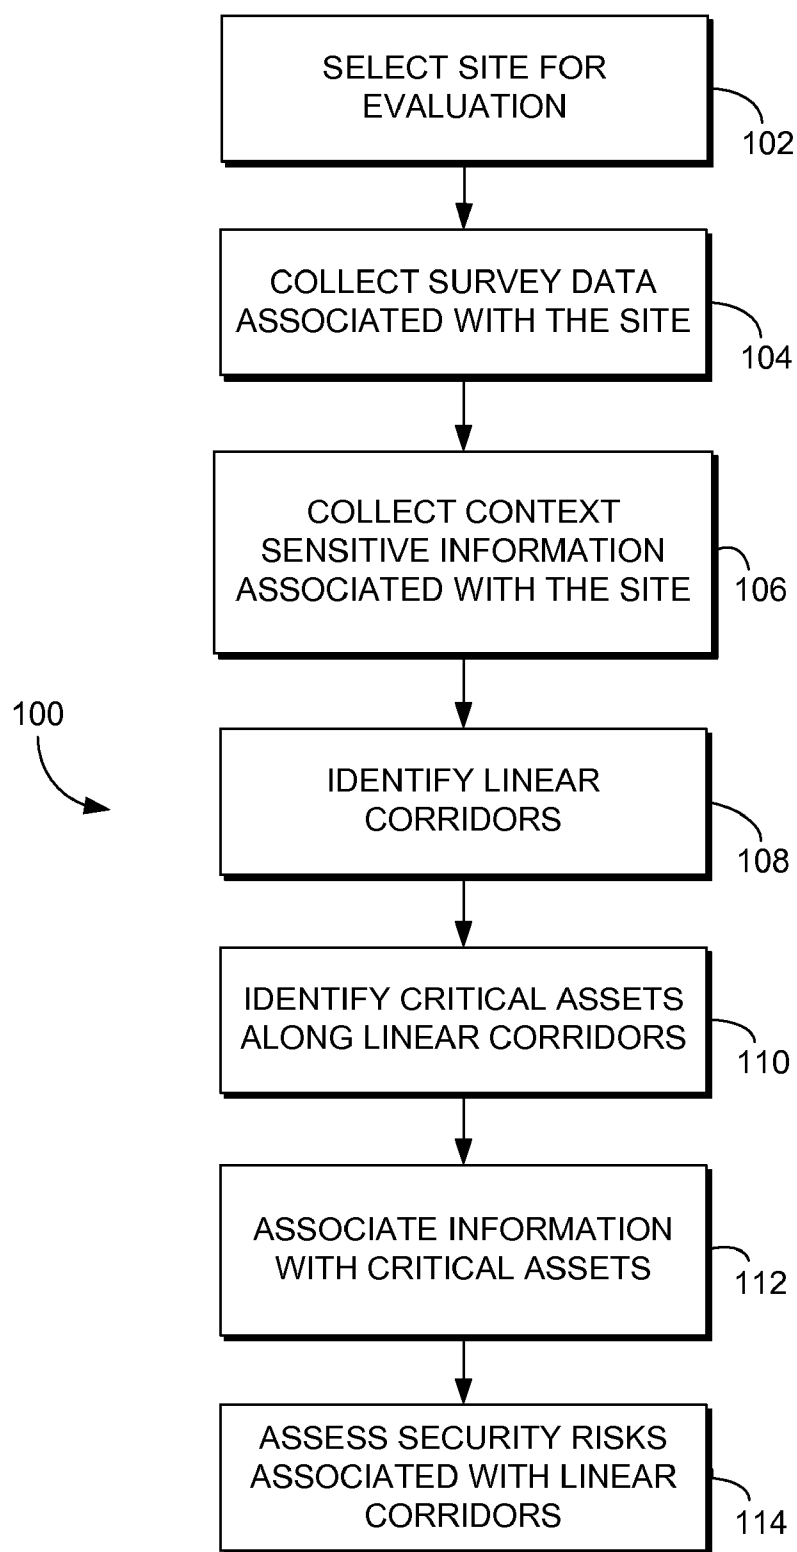 SELECT SITE FOR
EVALUATION
102
COLLECT SURVEY DATA
ASSOCIATED WITH THE SITE
104
COLLECT CONTEXT
SENSITIVE INFORMATION
ASSOCIATED WITH THE SITE
106
100
IDENTIFY LINEAR
CORRIDORS
108
IDENTIFY CRITICAL ASSETS
ALONG LINEAR CORRIDORS
110
ASSOCIATE INFORMATION
WITH CRITICAL ASSETS
112
ASSESS SECURITY RISKS
ASSOCIATED WITH LINEAR
CORRIDORS
114